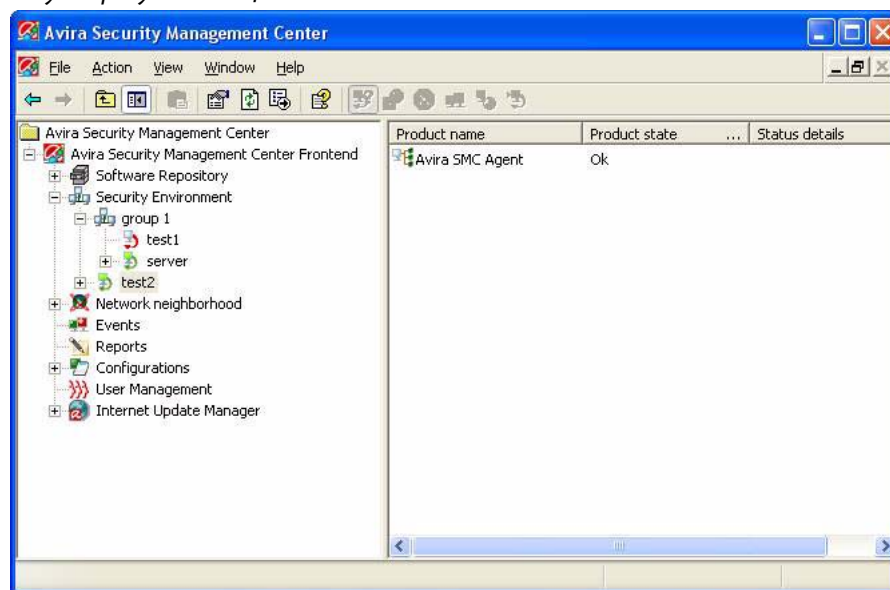 Avira Security Management Center
File Action View Window Help
Avira Security Management Center
Avira Security Management Center Frontend
Software Repository
Security Environment
group 1
test1
server
test2
Network neighborhood
Events
Reports
Configurations
User Management
Internet Update Manager
Product name Product state ... Status details
Avira SMC Agent Ok